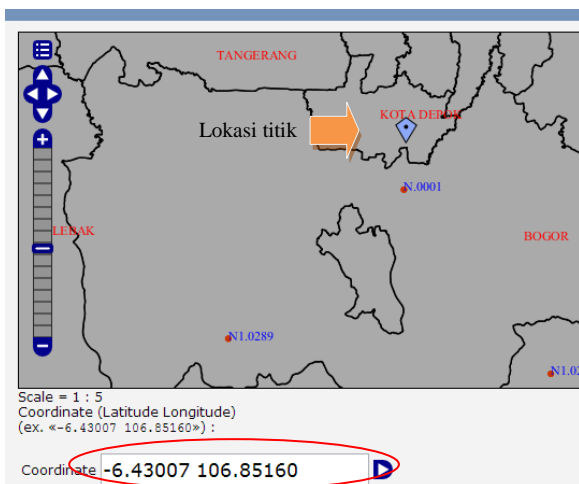 TANGERANG
KOTA DEPOK
Lokasi titik
N.0001
LEBAK
BOGOR
N1.0289
Scale = 1 : 5
Coordinate (Latitude Longitude)
(ex. «-6.43007 106.85160») :
Coordinate -6.43007 106.85160